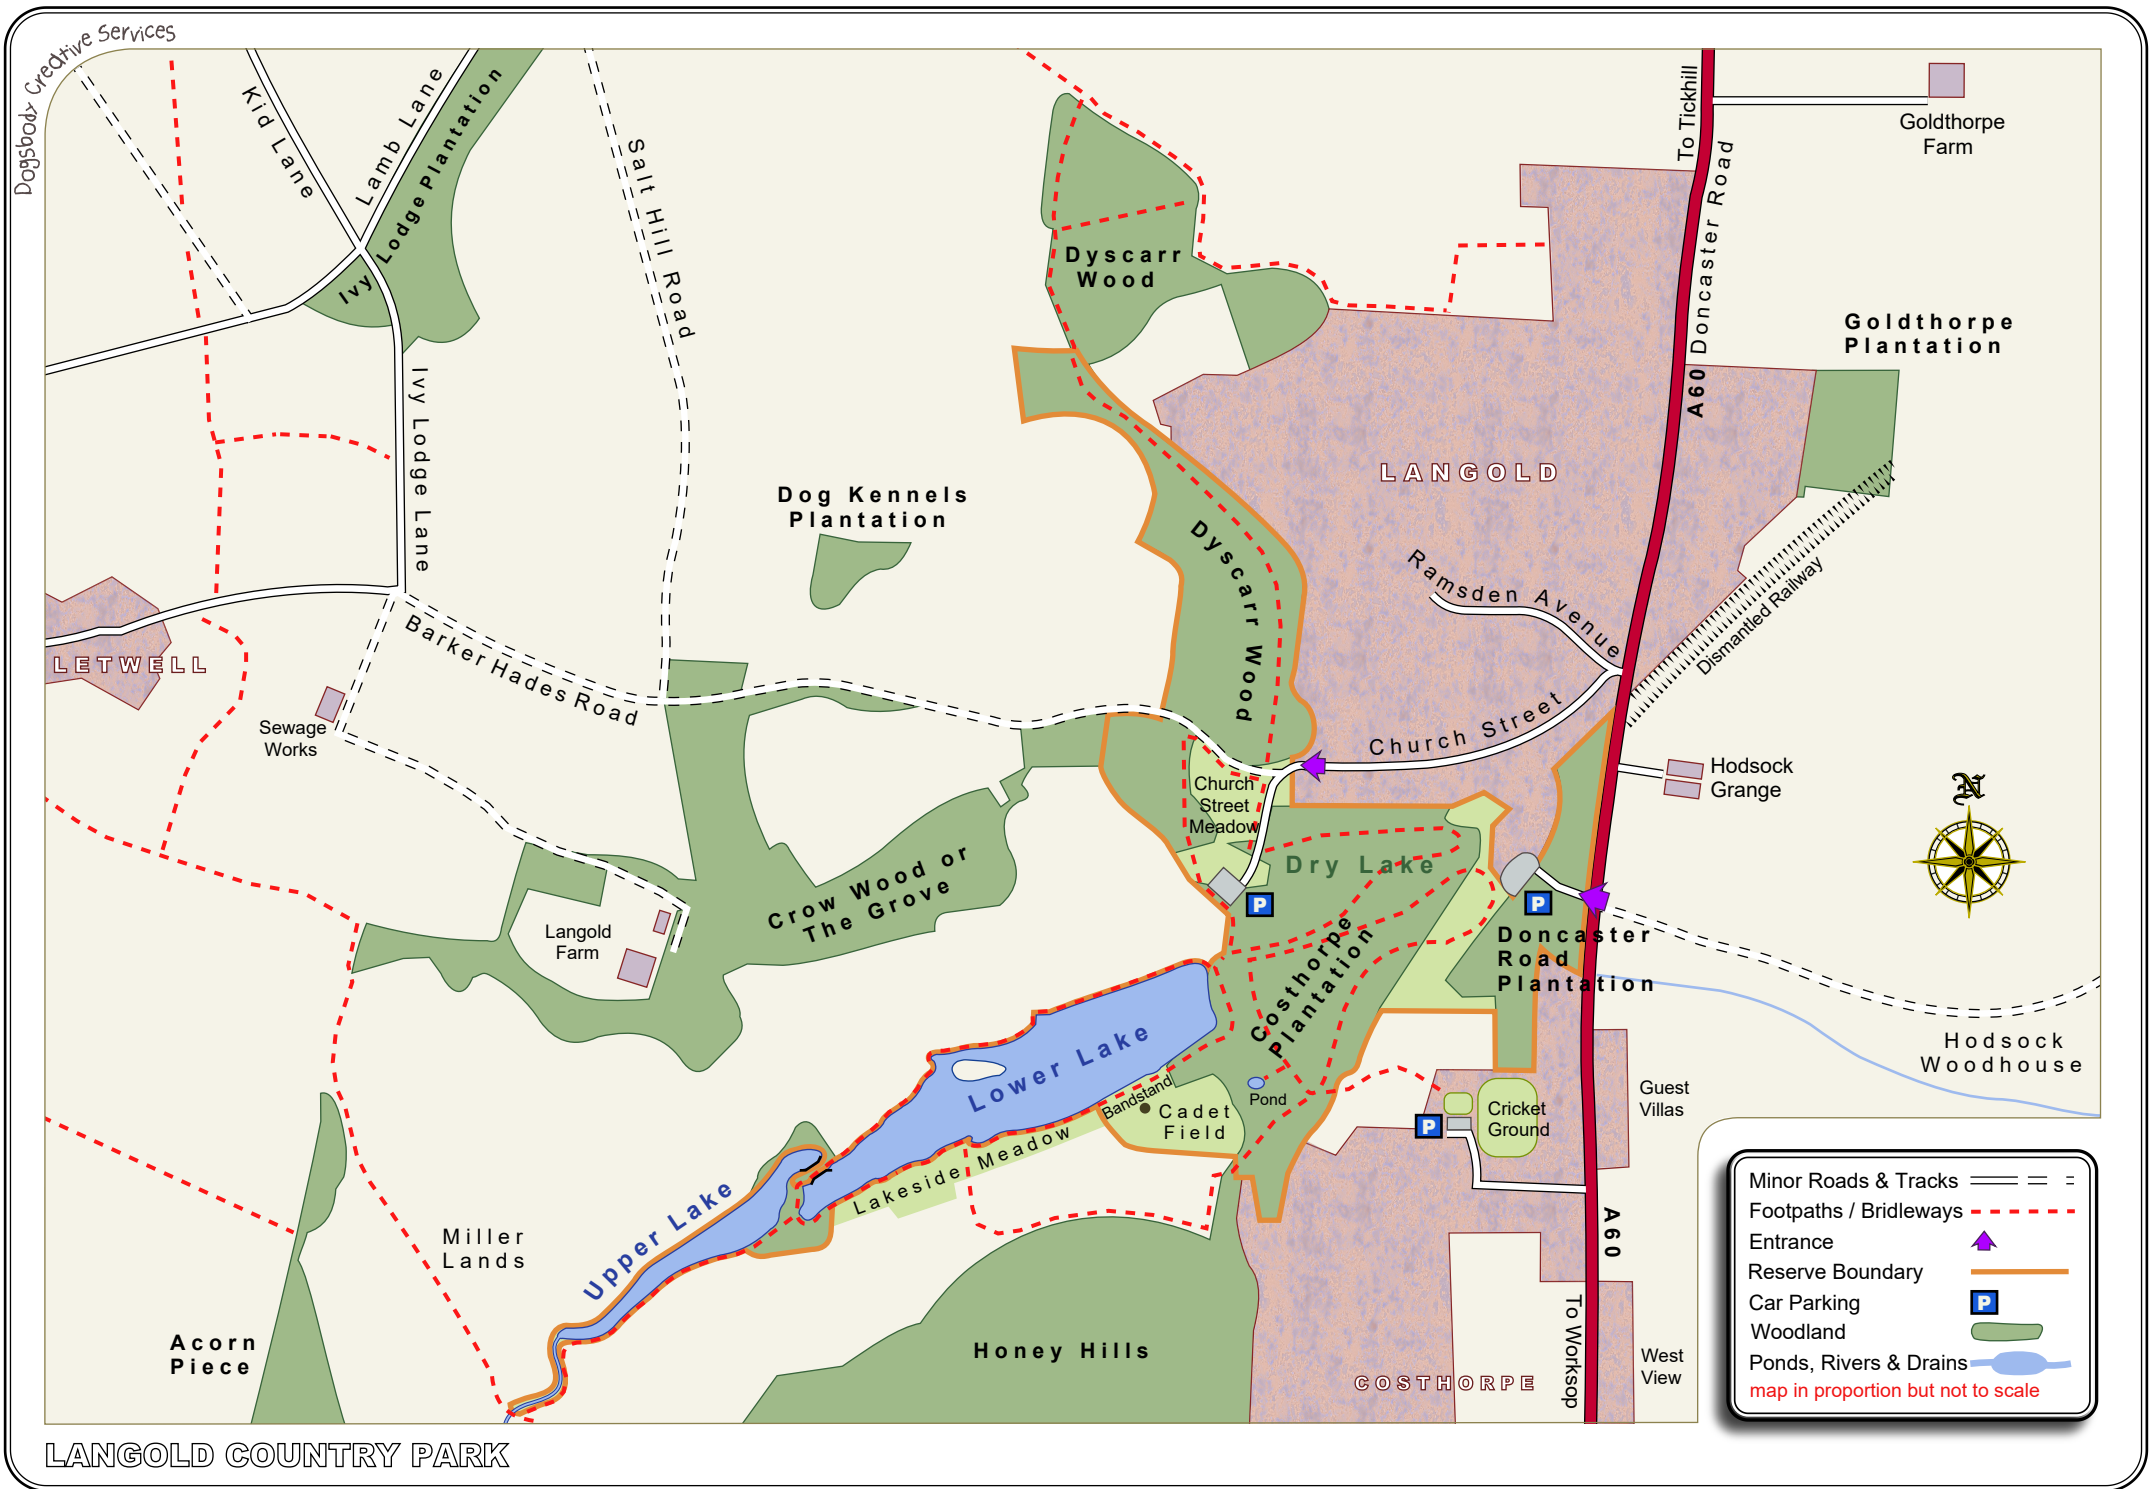 Dogsbody Creative Services
Kid Lane
Lamb Lane
Ivy Lodge Plantation
Salt Hill Road
To Tickhill
Goldthorpe
Farm
A60 Doncaster Road
Dyscarr
Wood
Goldthorpe
Plantation
Ivy Lodge Lane
LANGOLD
Dog Kennels
Plantation
Dyscarr Wood
Ramsden Avenue
Dismantled Railway
LETWELL
Barker Hades Road
Sewage
Works
Church Street
Hodsock
Grange
N
Church
Street
Meadow
Dry Lake
Crow Wood or
The Grove
P
P
Langold
Farm
Doncaster
Road
Plantation
Costhorpe
Plantation
Hodsock
Woodhouse
Lower Lake
Bandstand
Pond
Cadet
Field
P
Cricket
Ground
Guest
Villas
Lakeside Meadow
Upper Lake
Miller
Lands
A60
To Worksop
Acorn
Piece
Honey Hills
COSTHORPE
West
View
Minor Roads & Tracks
Footpaths / Bridleways
Entrance
Reserve Boundary
Car Parking
P
Woodland
Ponds, Rivers & Drains
map in proportion but not to scale
LANGOLD COUNTRY PARK